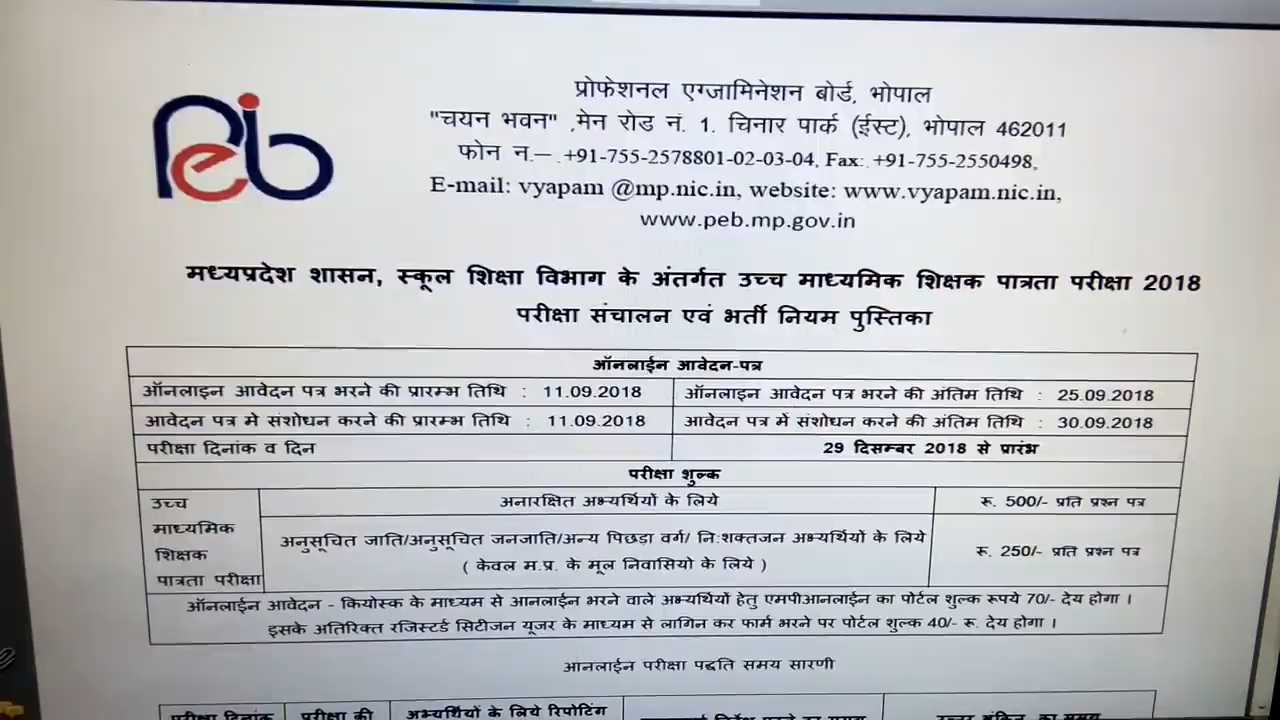 Peb
प्रोफेशनल एग्जामिनेशन बोर्ड, भोपाल
"चयन भवन" ,मेन रोड नं. 1. चिनार पार्क (ईस्ट), भोपाल 462011
फोन न.— . +91-755-2578801-02-03-04, Fax:. +91-755-2550498,
E-mail: vyapam @mp.nic.in, website: www.vyapam.nic.in,
www.peb.mp.gov.in
मध्यप्रदेश शासन, स्कूल शिक्षा विभाग के अंतर्गत उच्च माध्यमिक शिक्षक पात्रता परीक्षा 2018
परीक्षा संचालन एवं भर्ती नियम पुस्तिका
ऑनलाईन आवेदन-पत्र
ऑनलाइन आवेदन पत्र भरने की प्रारम्भ तिथि : 11.09.2018 ऑनलाइन आवेदन पत्र भरने की अंतिम तिथि : 25.09.2018
आवेदन पत्र मे संशोधन करने की प्रारम्भ तिथि : 11.09.2018 आवेदन पत्र में संशोधन करने की अंतिम तिथि : 30.09.2018
परीक्षा दिनांक व दिन 29 दिसम्बर 2018 से प्रारंभ
परीक्षा शुल्क
उच्च
माध्यमिक
शिक्षक
पात्रता परीक्षा
अनारक्षित अभ्यर्थियों के लिये रू. 500/- प्रति प्रश्न पत्र
अनुसूचित जाति/अनुसूचित जनजाति/अन्य पिछड़ा वर्ग/ नि:शक्तजन अभ्यर्थियों के लिये
( केवल म.प्र. के मूल निवासियो के लिये )
रू. 250/- प्रति प्रश्न पत्र
ऑनलाईन आवेदन - कियोस्क के माध्यम से आनलाईन भरने वाले अभ्यर्थियों हेतु एमपीआनलाईन का पोर्टल शुल्क रूपये 70/- देय होगा ।
इसके अतिरिक्त रजिस्टर्ड सिटीजन यूजर के माध्यम से लागिन कर फार्म भरने पर पोर्टल शुल्क 40/- रू. देय होगा ।
आनलाईन परीक्षा पद्धति समय सारणी
परीक्षा दिनांक परीक्षा की अभ्यर्थियों के लिये रिपोटिंग